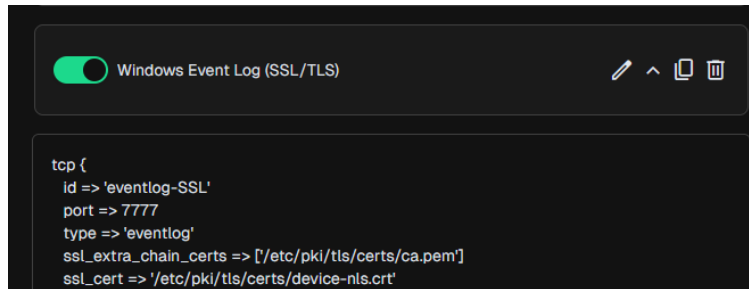 Windows Event Log (SSL/TLS)
tcp {
id => 'eventlog-SSL'
port => 7777
type => 'eventlog'
ssl_extra_chain_certs => ['/etc/pki/tls/certs/ca.pem']
ssl_cert => '/etc/pki/tls/certs/device-nls.crt'